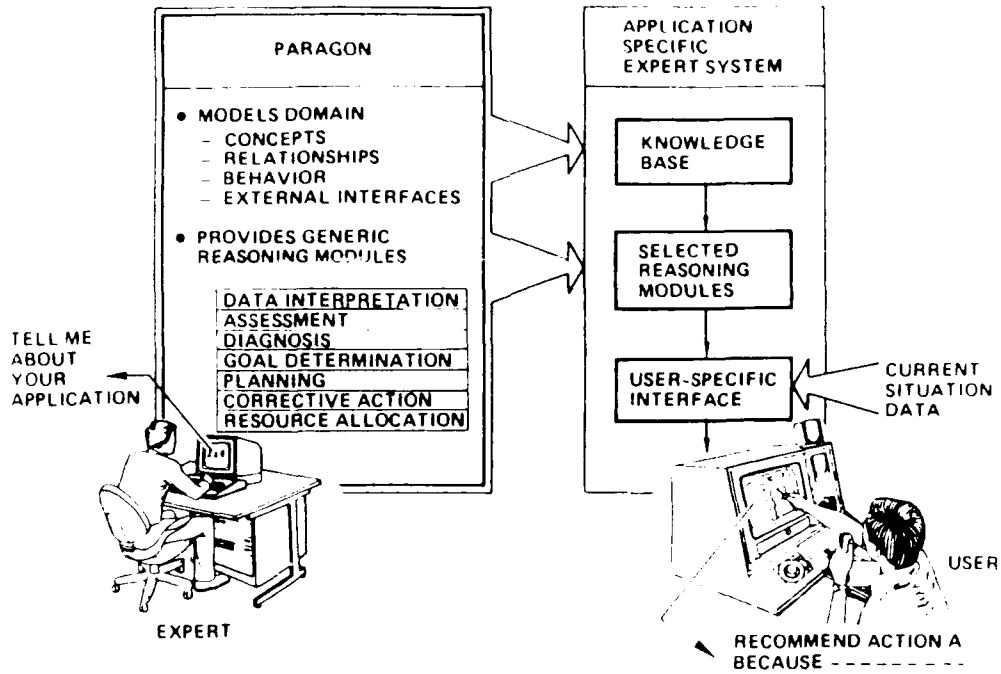 PARAGON
• MODELS DOMAIN
– CONCEPTS
– RELATIONSHIPS
– BEHAVIOR
– EXTERNAL INTERFACES
• PROVIDES GENERIC
REASONING MODULES
DATA INTERPRETATION
ASSESSMENT
DIAGNOSIS
GOAL DETERMINATION
PLANNING
CORRECTIVE ACTION
RESOURCE ALLOCATION
TELL ME
ABOUT
YOUR
APPLICATION
EXPERT
APPLICATION
SPECIFIC
EXPERT SYSTEM
KNOWLEDGE
BASE
SELECTED
REASONING
MODULES
USER-SPECIFIC
INTERFACE
CURRENT
SITUATION
DATA
USER
RECOMMEND ACTION A
BECAUSE ----------